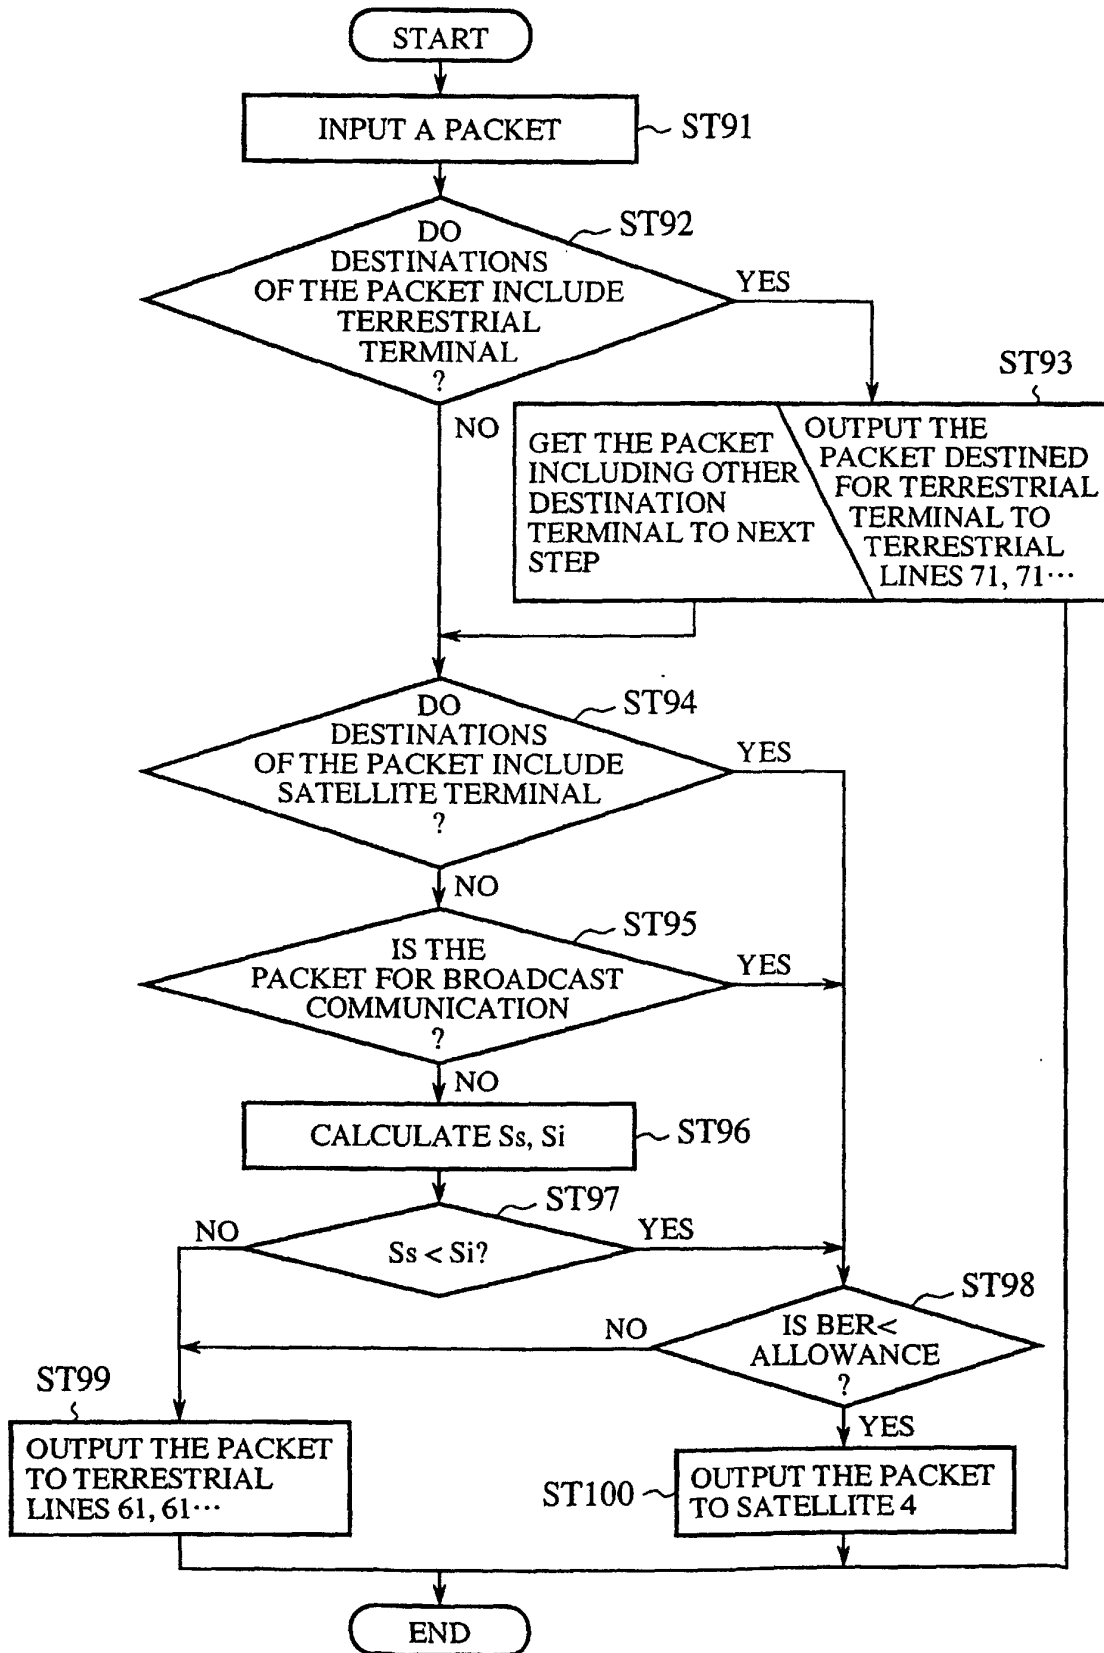 START
INPUT A PACKET
ST91
DO
DESTINATIONS
OF THE PACKET INCLUDE
TERRESTRIAL
TERMINAL
?
ST92
YES
NO
ST93
GET THE PACKET
INCLUDING OTHER
DESTINATION
TERMINAL TO NEXT
STEP
OUTPUT THE
PACKET DESTINED
FOR TERRESTRIAL
TERMINAL TO
TERRESTRIAL
LINES 71, 71···
DO
DESTINATIONS
OF THE PACKET INCLUDE
SATELLITE TERMINAL
?
ST94
YES
NO
IS THE
PACKET FOR BROADCAST
COMMUNICATION
?
ST95
YES
NO
CALCULATE Ss, Si
ST96
ST97
NO
Ss < Si?
YES
ST98
NO
IS BER<
ALLOWANCE
?
YES
ST99
OUTPUT THE PACKET
TO TERRESTRIAL
LINES 61, 61···
ST100
OUTPUT THE PACKET
TO SATELLITE 4
END